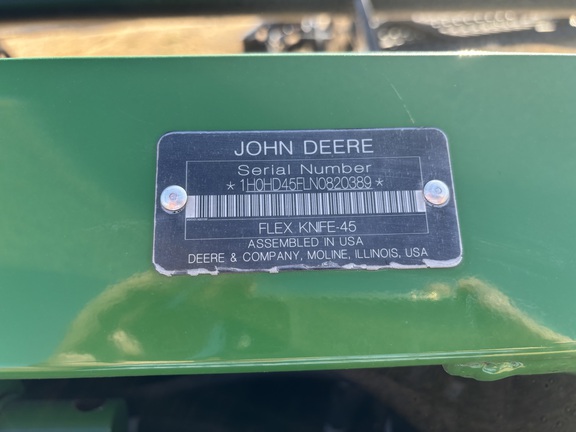 JOHN DEERE
Serial Number
*1H0HD45FLN0820389*
FLEX KNIFE-45
ASSEMBLED IN USA
DEERE & COMPANY, MOLINE, ILLINOIS, USA